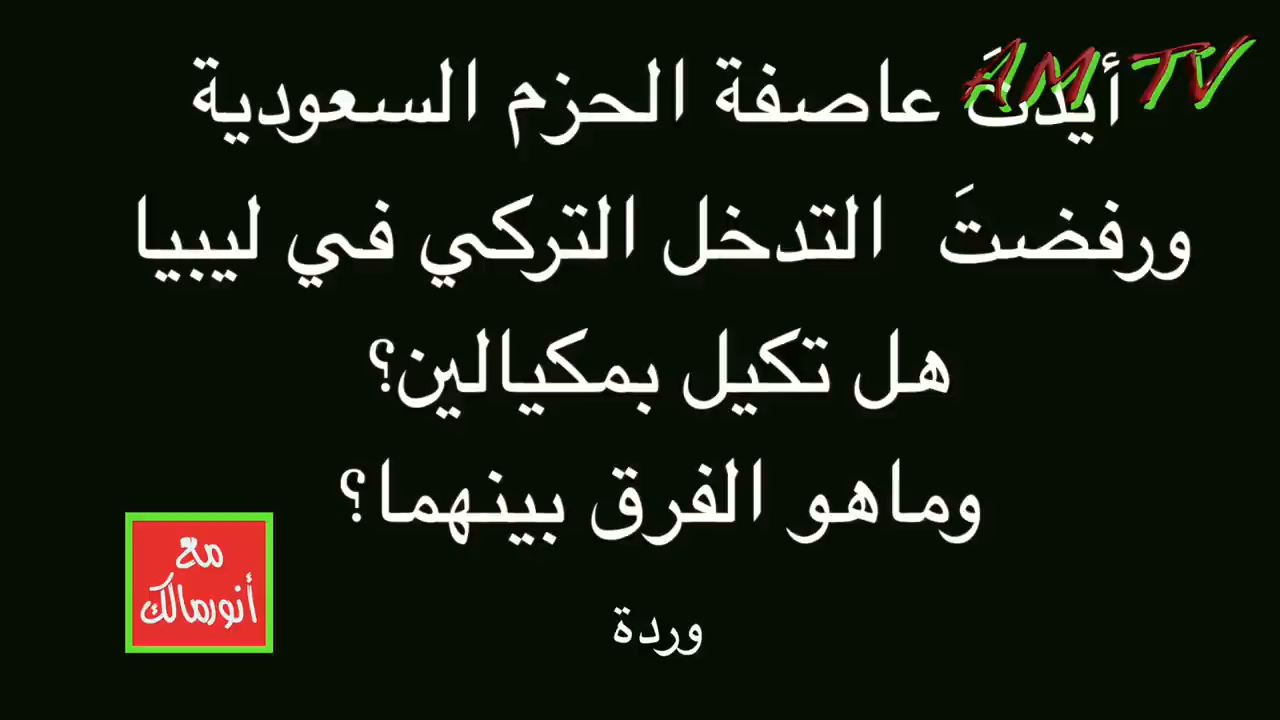 AM TV
أيدتَ عاصفة الحزم السعودية
ورفضتَ التدخل التركي في ليبيا
هل تكيل بمكيالين؟
وماهو الفرق بينهما؟
وردة
مع
أنورمالك